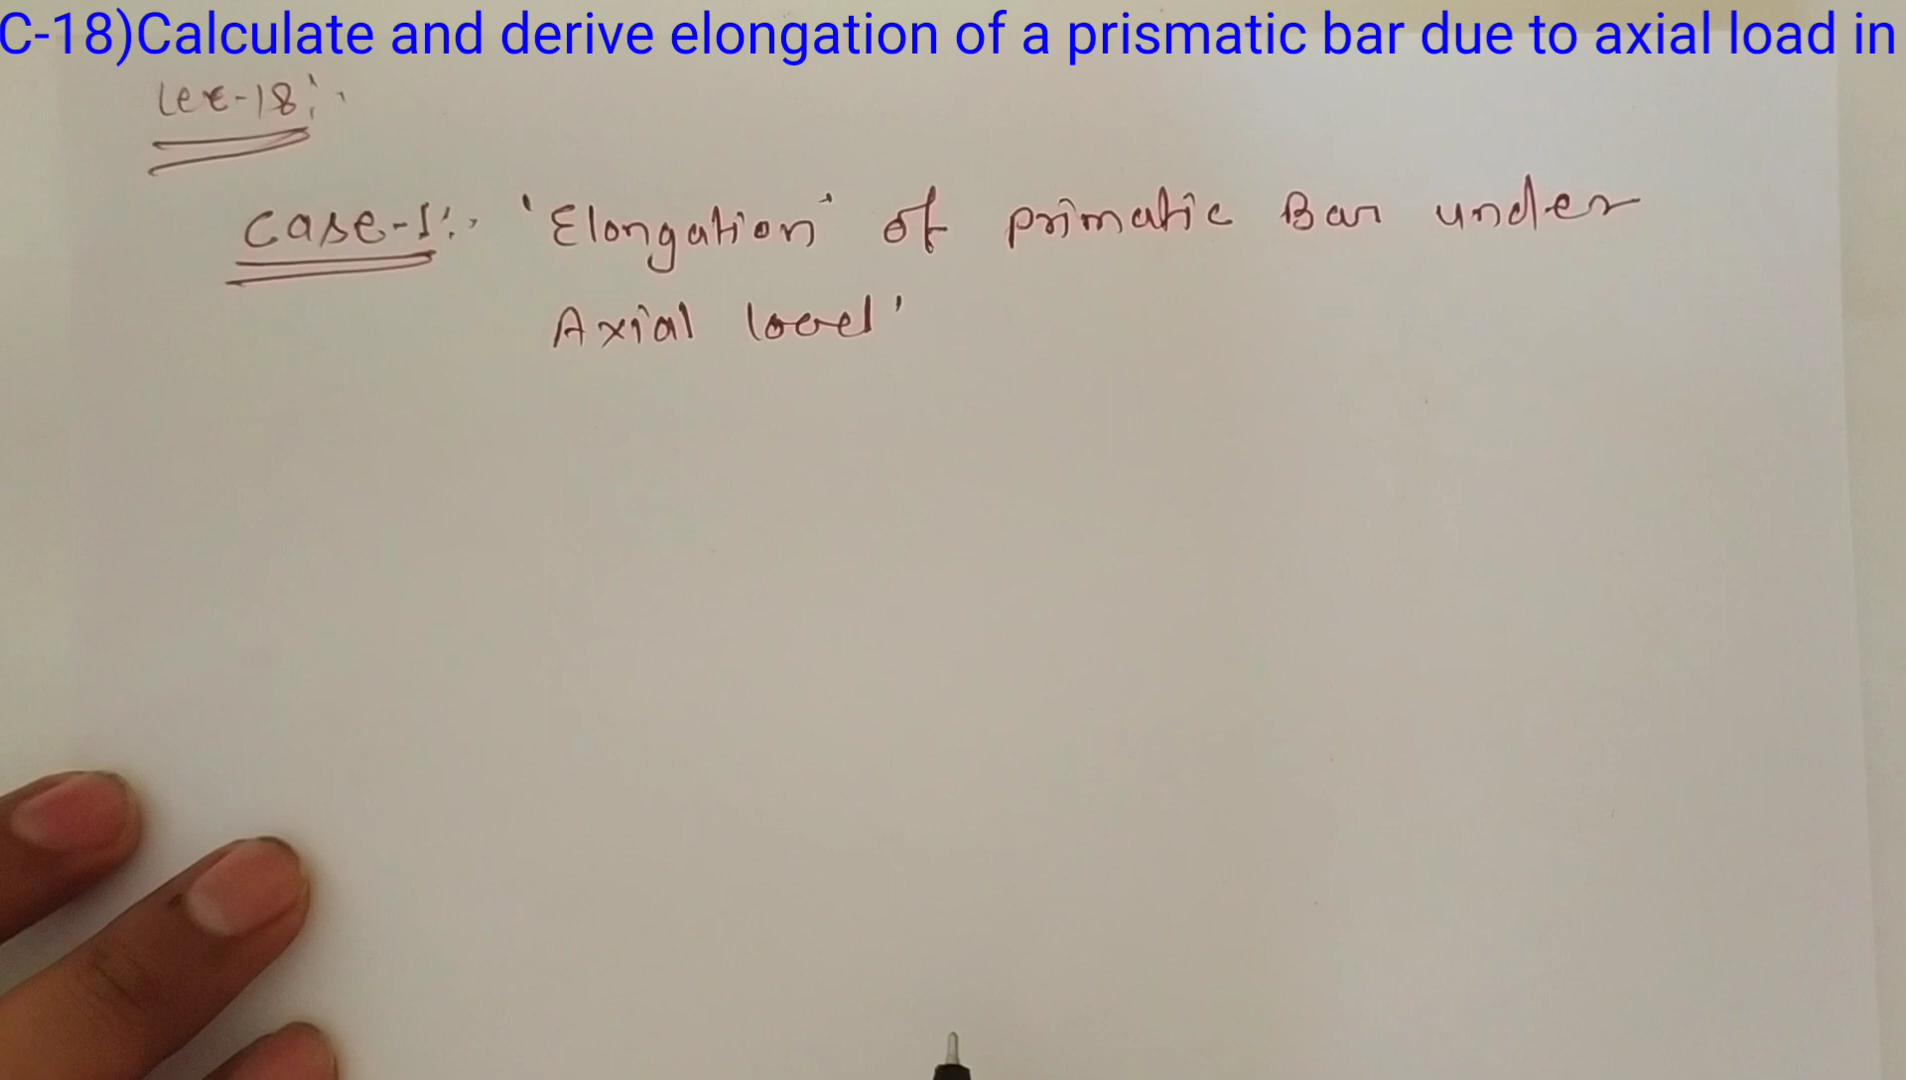 C-18)Calculate and derive elongation of a prismatic bar due to axial load in
Lec-18:
Case-1:- 'Elongation' of primatic Bar under
Axial load'